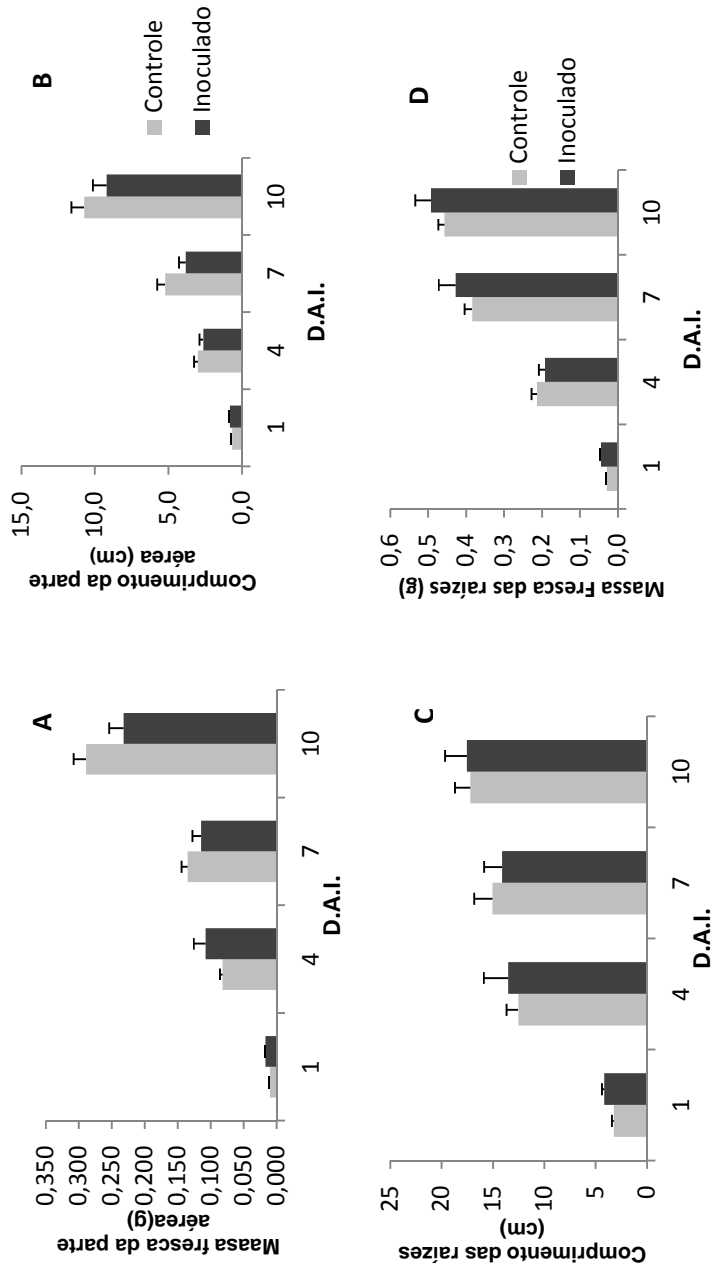 A
Maassa fresca da parte
aérea(g)
0,350
0,300
0,250
0,200
0,150
0,100
0,050
0,000
1
4
7
10
D.A.I.
B
Comprimento da parte
aérea (cm)
15,0
10,0
5,0
0,0
1
4
7
10
D.A.I.
Controle
Inoculado
C
Comprimento das raízes
(cm)
25
20
15
10
5
0
1
4
7
10
D.A.I.
D
Massa Fresca das raízes (g)
0,6
0,5
0,4
0,3
0,2
0,1
0,0
1
4
7
10
D.A.I.
Controle
Inoculado